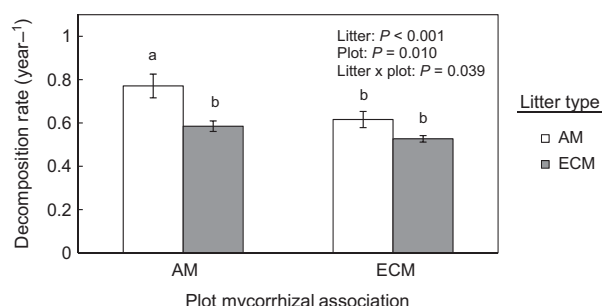 Decomposition rate (year–1)
1
0.8
0.6
0.4
0.2
0
a
b
b
b
Litter: P < 0.001
Plot: P = 0.010
Litter x plot: P = 0.039
Litter type
AM
ECM
AM ECM
Plot mycorrhizal association